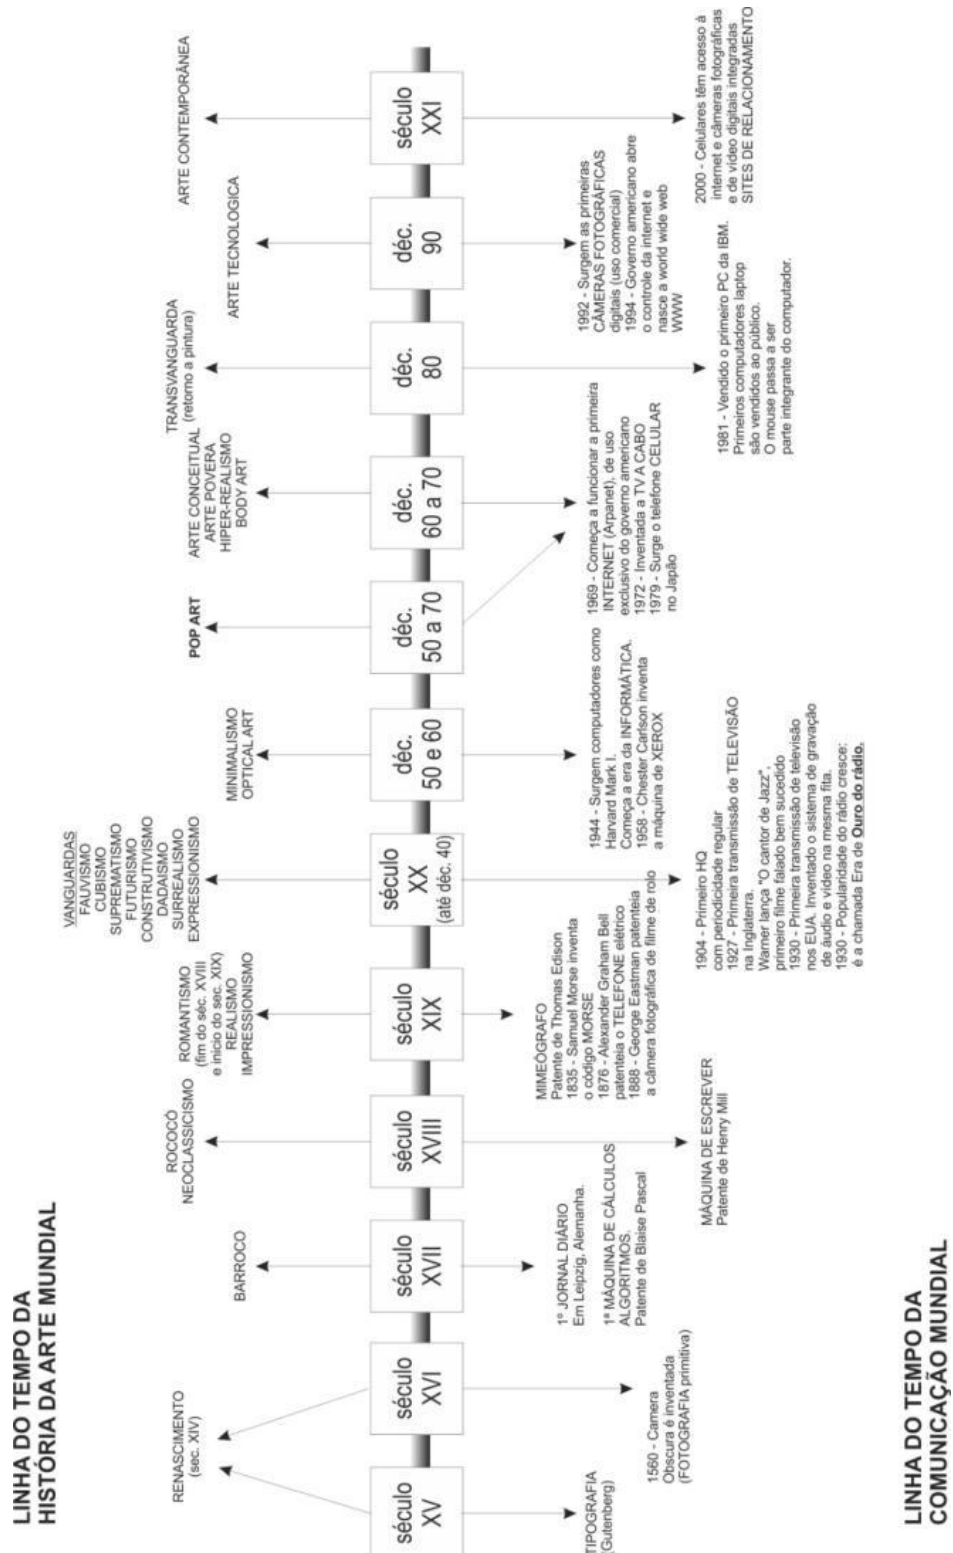 LINHA DO TEMPO DA
HISTÓRIA DA ARTE MUNDIAL
RENASCIMENTO
(sec. XIV)
BARROCO
ROCOCÓ
NEOCLASSICISMO
ROMANTISMO
(fim do séc. XVIII
e inicio do sec. XIX)
REALISMO
IMPRESSIONISMO
VANGUARDAS
FAUVISMO
CUBISMO
SUPREMATISMO
FUTURISMO
CONSTRUTIVISMO
DADAISMO
SURREALISMO
EXPRESSIONISMO
MINIMALISMO
OPTICAL ART
POP ART
ARTE CONCEITUAL
ARTE POVERA
HIPER-REALISMO
BODY ART
TRANSVANGUARDA
(retorno a pintura)
ARTE TECNOLOGICA
ARTE CONTEMPORÂNEA
século
XV
século
XVI
século
XVII
século
XVIII
século
XIX
século
XX
(até déc. 40)
déc.
50 e 60
déc.
50 a 70
déc.
60 a 70
déc.
80
déc.
90
século
XXI
TIPOGRAFIA
(Gutenberg)
1560 - Camera
Obscura é inventada
(FOTOGRAFIA primitiva)
1º JORNAL DIÁRIO
Em Leipzig, Alemanha.
1ª MÁQUINA DE CÁLCULOS
ALGORITMOS.
Patente de Blaise Pascal
MÁQUINA DE ESCREVER
Patente de Henry Mill
MIMEÓGRAFO
Patente de Thomas Edison
1835 - Samuel Morse inventa
o código MORSE
1876 - Alexander Graham Bell
patenteia o TELEFONE elétrico
1888 - George Eastman patenteia
a câmera fotográfica de filme de rolo
1904 - Primeiro HQ
com periodicidade regular
1927 - Primeira transmissão de TELEVISÃO
na Inglaterra.
Warner lança "O cantor de Jazz",
primeiro filme falado bem sucedido
1930 - Primeira transmissão de televisão
nos EUA. Inventado o sistema de gravação
de áudio e vídeo na mesma fita.
1930 - Popularidade do rádio cresce:
é a chamada Era de Ouro do rádio.
1944 - Surgem computadores como
Harvard Mark I.
Começa a era da INFORMÁTICA.
1958 - Chester Carlson inventa
a máquina de XEROX
1969 - Começa a funcionar a primeira
INTERNET (Arpanet), de uso
exclusivo do governo americano
1972 - Inventada a TV A CABO
1979 - Surge o telefone CELULAR
no Japão
1981 - Vendido o primeiro PC da IBM.
Primeiros computadores laptop
são vendidos ao público.
O mouse passa a ser
parte integrante do computador.
1992 - Surgem as primeiras
CÂMERAS FOTOGRÁFICAS
digitais (uso comercial)
1994 - Governo americano abre
o controle da internet e
nasce a world wide web
WWW
2000 - Celulares têm acesso à
internet e câmeras fotográficas
e de vídeo digitais integradas
SITES DE RELACIONAMENTO
LINHA DO TEMPO DA
COMUNICAÇÃO MUNDIAL